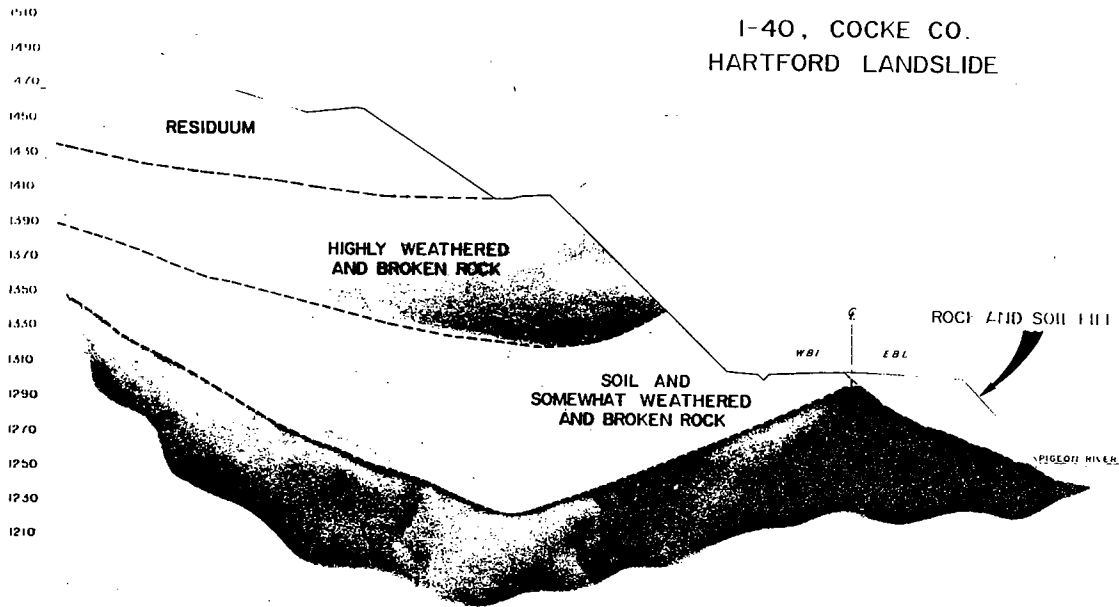 I-40, COCKE CO.
HARTFORD LANDSLIDE
1510
1490
1470
1450
1430
1410
1390
1370
1350
1330
1310
1290
1270
1250
1230
1210
RESIDUUM
HIGHLY WEATHERED
AND BROKEN ROCK
SOIL AND
SOMEWHAT WEATHERED
AND BROKEN ROCK
WBL
℄
EBL
ROCK AND SOIL FILL
PIGEON RIVER